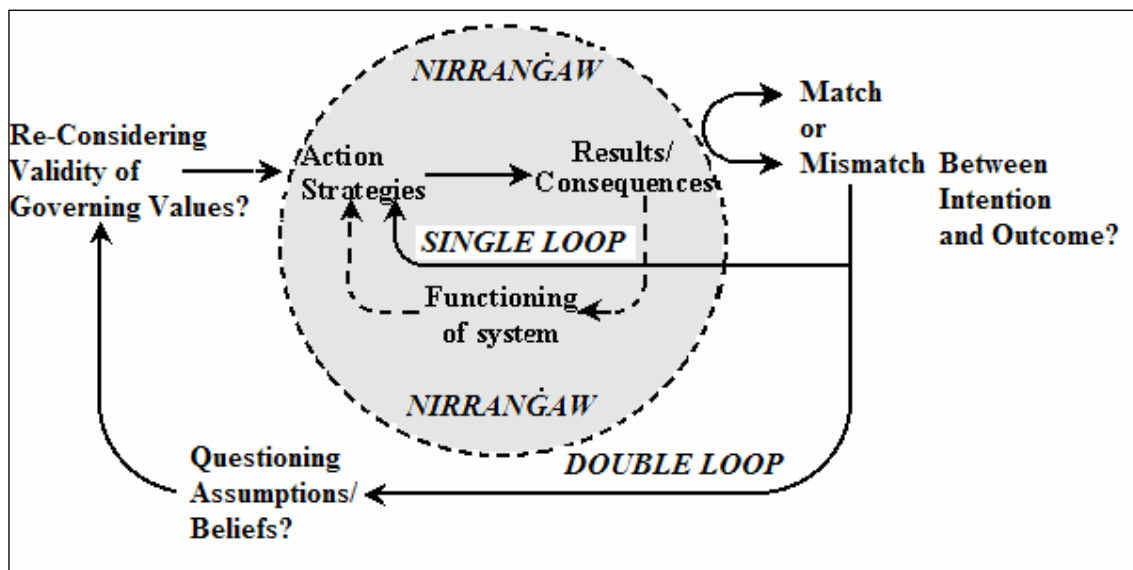 NIRRANĠAW
Re-Considering
Validity of
Governing Values?
Action
Strategies
Results/
Consequences
Match
or
Mismatch Between
Intention
and Outcome?
SINGLE LOOP
Functioning
of system
NIRRANĠAW
DOUBLE LOOP
Questioning
Assumptions/
Beliefs?